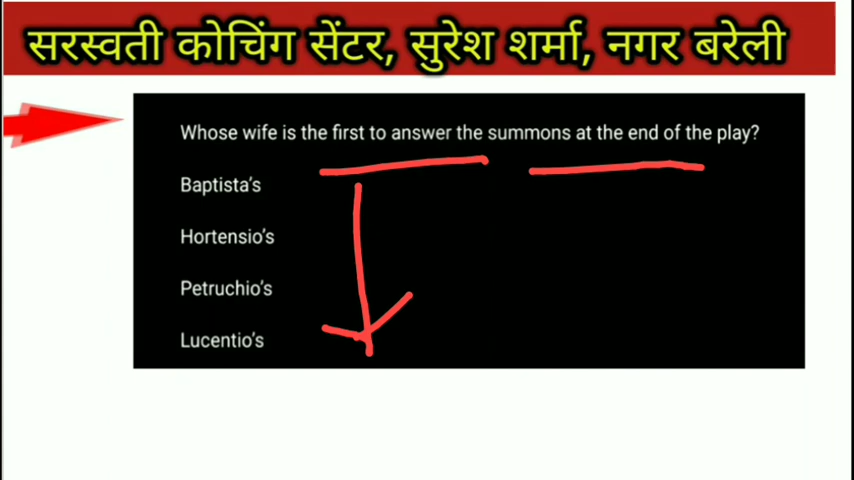 सरस्वती कोचिंग सेंटर, सुरेश शर्मा, नगर बरेली
Whose wife is the first to answer the summons at the end of the play?
Baptista's
Hortensio's
Petruchio's
Lucentio's